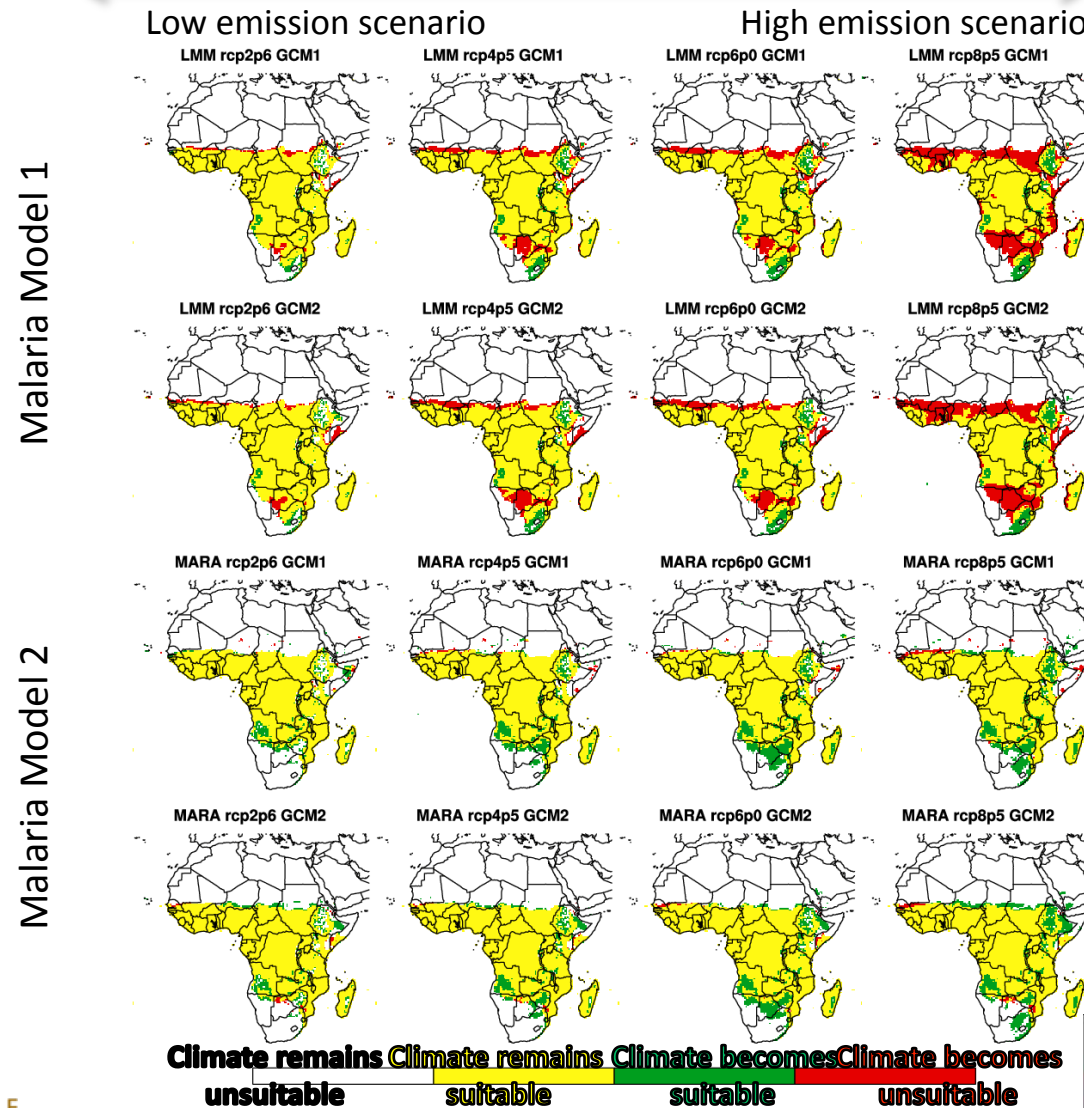 Low emission scenario
High emission scenario
LMM rcp2p6 GCM1
LMM rcp4p5 GCM1
LMM rcp6p0 GCM1
LMM rcp8p5 GCM1
Malaria Model 1
LMM rcp2p6 GCM2
LMM rcp4p5 GCM2
LMM rcp6p0 GCM2
LMM rcp8p5 GCM2
MARA rcp2p6 GCM1
MARA rcp4p5 GCM1
MARA rcp6p0 GCM1
MARA rcp8p5 GCM1
Malaria Model 2
MARA rcp2p6 GCM2
MARA rcp4p5 GCM2
MARA rcp6p0 GCM2
MARA rcp8p5 GCM2
Climate remains
unsuitable
Climate remains
suitable
Climate becomes
suitable
Climate becomes
unsuitable